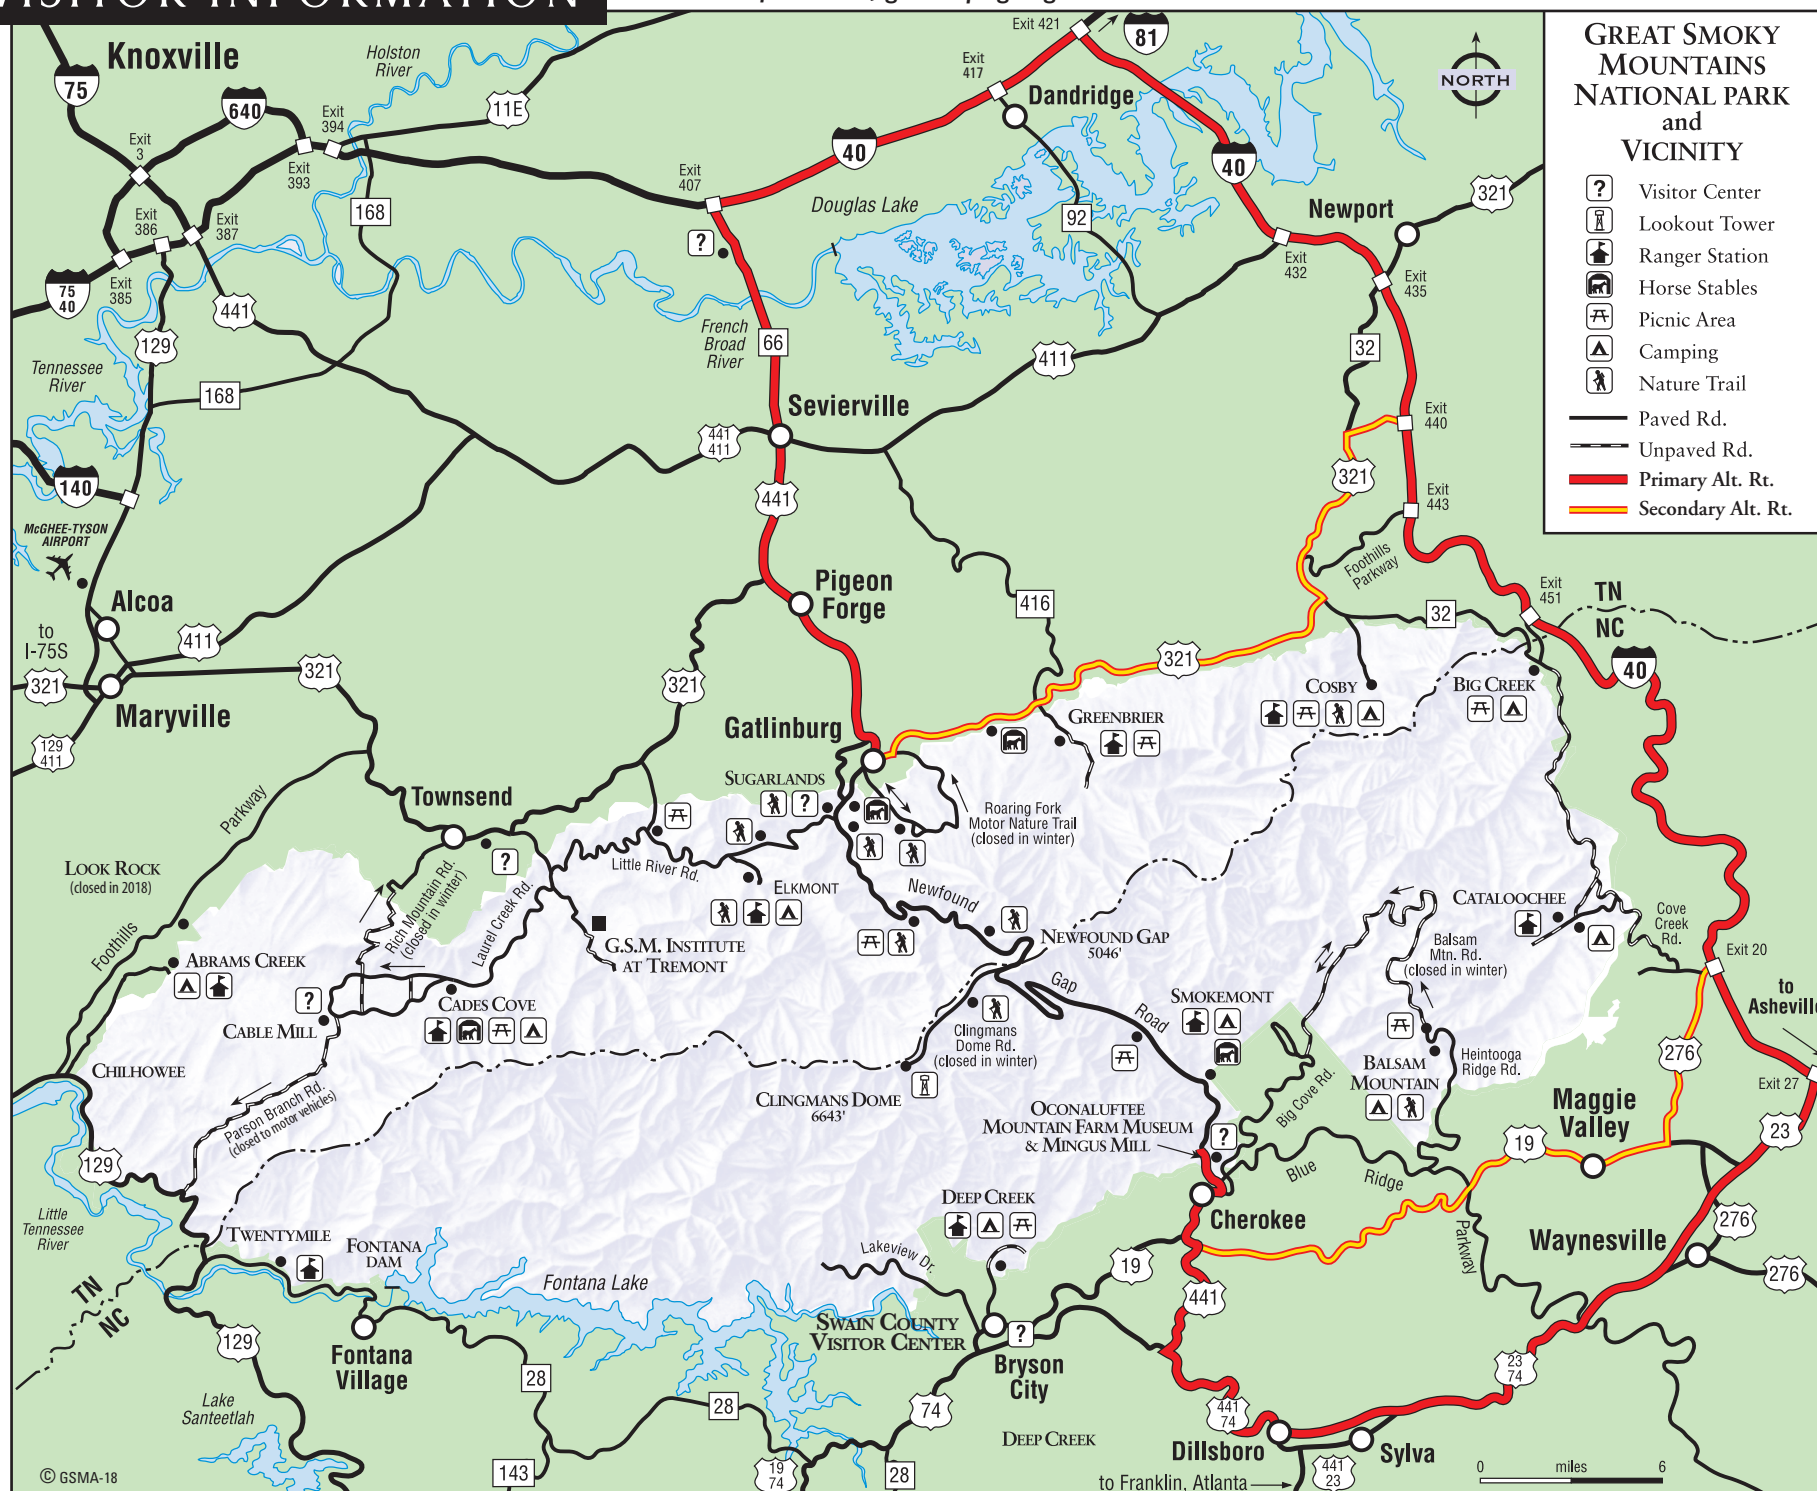 VISITOR INFORMATION
GREAT SMOKY
MOUNTAINS
NATIONAL PARK
and
VICINITY
? Visitor Center
Lookout Tower
Ranger Station
Horse Stables
Picnic Area
Camping
Nature Trail
Paved Rd.
Unpaved Rd.
Primary Alt. Rt.
Secondary Alt. Rt.
NORTH
Knoxville
Holston
River
75
640
Exit
3
Exit
394
Exit
393
11E
Exit
386
Exit
387
Exit
385
75
40
168
441
129
Tennessee
River
168
140
McGHEE-TYSON
AIRPORT
Alcoa
to
I-75S
411
321
321
Maryville
129
411
Exit 421
81
Exit
417
Dandridge
40
40
Exit
407
?
Douglas Lake
92
Newport
321
Exit
432
Exit
435
French
Broad
River
66
411
32
Sevierville
441
411
Exit
440
321
441
Exit
443
Foothills
Parkway
Pigeon
Forge
416
32
Exit
451
TN
NC
40
321
321
Gatlinburg
COSBY
BIG CREEK
GREENBRIER
SUGARLANDS
?
Roaring Fork
Motor Nature Trail
(closed in winter)
Parkway
Townsend
?
LOOK ROCK
(closed in 2018)
Foothills
Rich Mountain Rd.
(closed in winter)
Laurel Creek Rd.
Little River Rd.
ELKMONT
G.S.M. INSTITUTE
AT TREMONT
Newfound
NEWFOUND GAP
5046'
Gap
Road
ABRAMS CREEK
?
CABLE MILL
CADES COVE
CHILHOWEE
Parson Branch Rd.
(closed to motor vehicles)
Clingmans
Dome Rd.
(closed in winter)
CLINGMANS DOME
6643'
SMOKEMONT
CATALOOCHEE
Cove
Creek
Rd.
Exit 20
to
Asheville
Balsam
Mtn. Rd.
(closed in winter)
Heintooga
Ridge Rd.
BALSAM
MOUNTAIN
Big Cove Rd.
OCONALUFTEE
MOUNTAIN FARM MUSEUM
& MINGUS MILL
?
276
Exit 27
Maggie
Valley
19
23
Blue
Ridge
Parkway
Cherokee
DEEP CREEK
Waynesville
276
276
129
Little
Tennessee
River
TWENTYMILE
FONTANA
DAM
Fontana Lake
Lakeview Dr.
19
441
TN
NC
129
Fontana
Village
SWAIN COUNTY
VISITOR CENTER
?
Bryson
City
28
28
74
23
74
441
74
Lake
Santeetlah
DEEP CREEK
Dillsboro
Sylva
143
19
74
28
to Franklin, Atlanta
441
23
0 miles 6
© GSMA-18